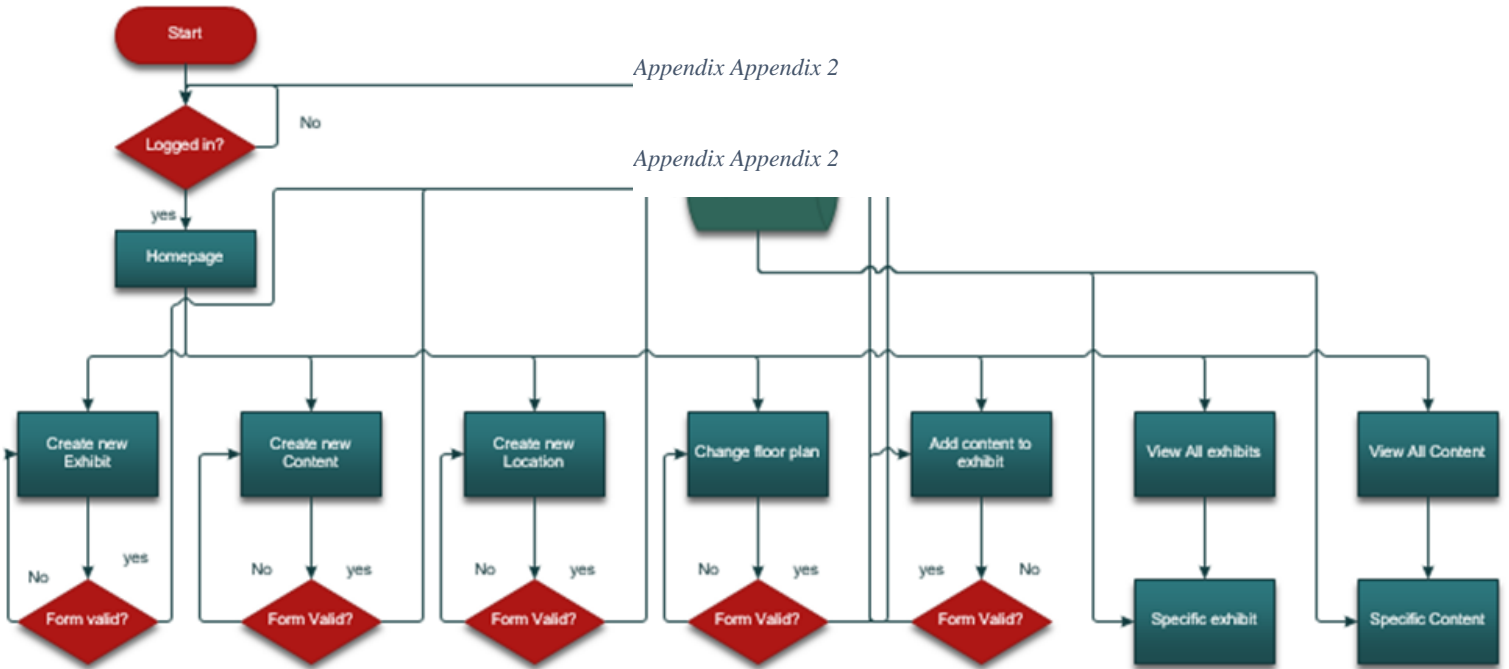 Start
Appendix Appendix 2
No
Logged in?
Appendix Appendix 2
yes
Homepage
Create new
Exhibit
Create new
Content
Create new
Location
Change floor plan
Add content to
exhibit
View All exhibits
View All Content
No
yes
No
yes
No
yes
No
yes
yes
No
Form valid?
Form Valid?
Form Valid?
Form Valid?
Form Valid?
Specific exhibit
Specific Content